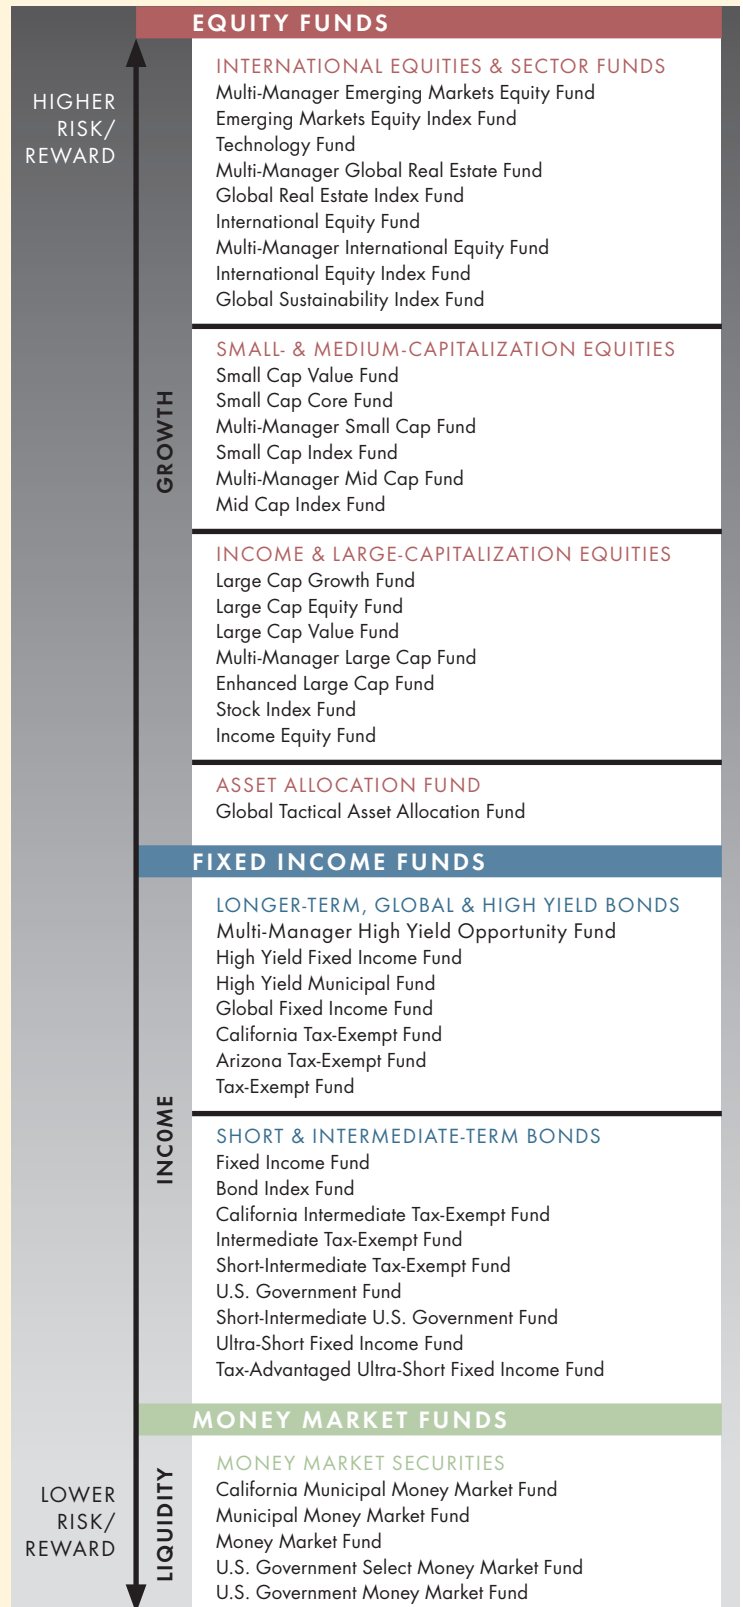 EQUITY FUNDS
HIGHER
RISK/
REWARD
INTERNATIONAL EQUITIES & SECTOR FUNDS
Multi-Manager Emerging Markets Equity Fund
Emerging Markets Equity Index Fund
Technology Fund
Multi-Manager Global Real Estate Fund
Global Real Estate Index Fund
International Equity Fund
Multi-Manager International Equity Fund
International Equity Index Fund
Global Sustainability Index Fund
GROWTH
SMALL- & MEDIUM-CAPITALIZATION EQUITIES
Small Cap Value Fund
Small Cap Core Fund
Multi-Manager Small Cap Fund
Small Cap Index Fund
Multi-Manager Mid Cap Fund
Mid Cap Index Fund
INCOME & LARGE-CAPITALIZATION EQUITIES
Large Cap Growth Fund
Large Cap Equity Fund
Large Cap Value Fund
Multi-Manager Large Cap Fund
Enhanced Large Cap Fund
Stock Index Fund
Income Equity Fund
ASSET ALLOCATION FUND
Global Tactical Asset Allocation Fund
FIXED INCOME FUNDS
LONGER-TERM, GLOBAL & HIGH YIELD BONDS
Multi-Manager High Yield Opportunity Fund
High Yield Fixed Income Fund
High Yield Municipal Fund
Global Fixed Income Fund
California Tax-Exempt Fund
Arizona Tax-Exempt Fund
Tax-Exempt Fund
INCOME
SHORT & INTERMEDIATE-TERM BONDS
Fixed Income Fund
Bond Index Fund
California Intermediate Tax-Exempt Fund
Intermediate Tax-Exempt Fund
Short-Intermediate Tax-Exempt Fund
U.S. Government Fund
Short-Intermediate U.S. Government Fund
Ultra-Short Fixed Income Fund
Tax-Advantaged Ultra-Short Fixed Income Fund
MONEY MARKET FUNDS
LOWER
RISK/
REWARD
LIQUIDITY
MONEY MARKET SECURITIES
California Municipal Money Market Fund
Municipal Money Market Fund
Money Market Fund
U.S. Government Select Money Market Fund
U.S. Government Money Market Fund